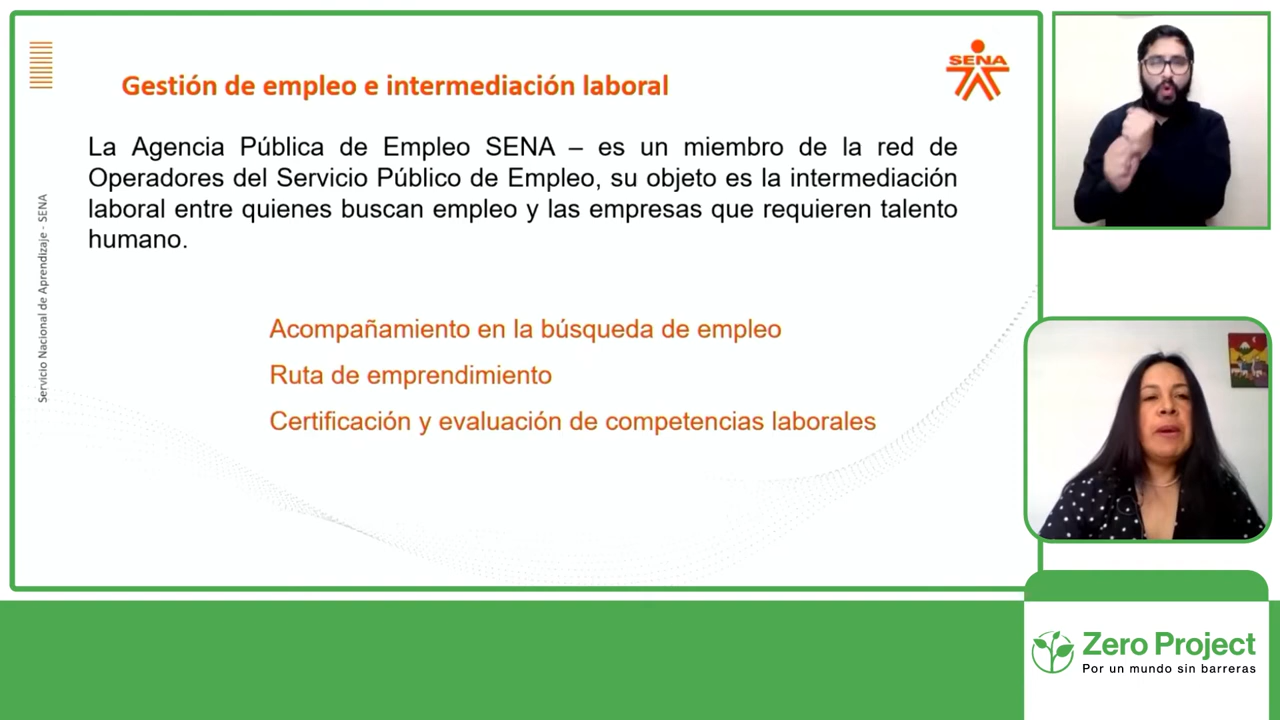 Gestión de empleo e intermediación laboral
SENA
La Agencia Pública de Empleo SENA – es un miembro de la red de
Operadores del Servicio Público de Empleo, su objeto es la intermediación
laboral entre quienes buscan empleo y las empresas que requieren talento
humano.
Acompañamiento en la búsqueda de empleo
Ruta de emprendimiento
Certificación y evaluación de competencias laborales
Servicio Nacional de Aprendizaje - SENA
Zero Project
Por un mundo sin barreras